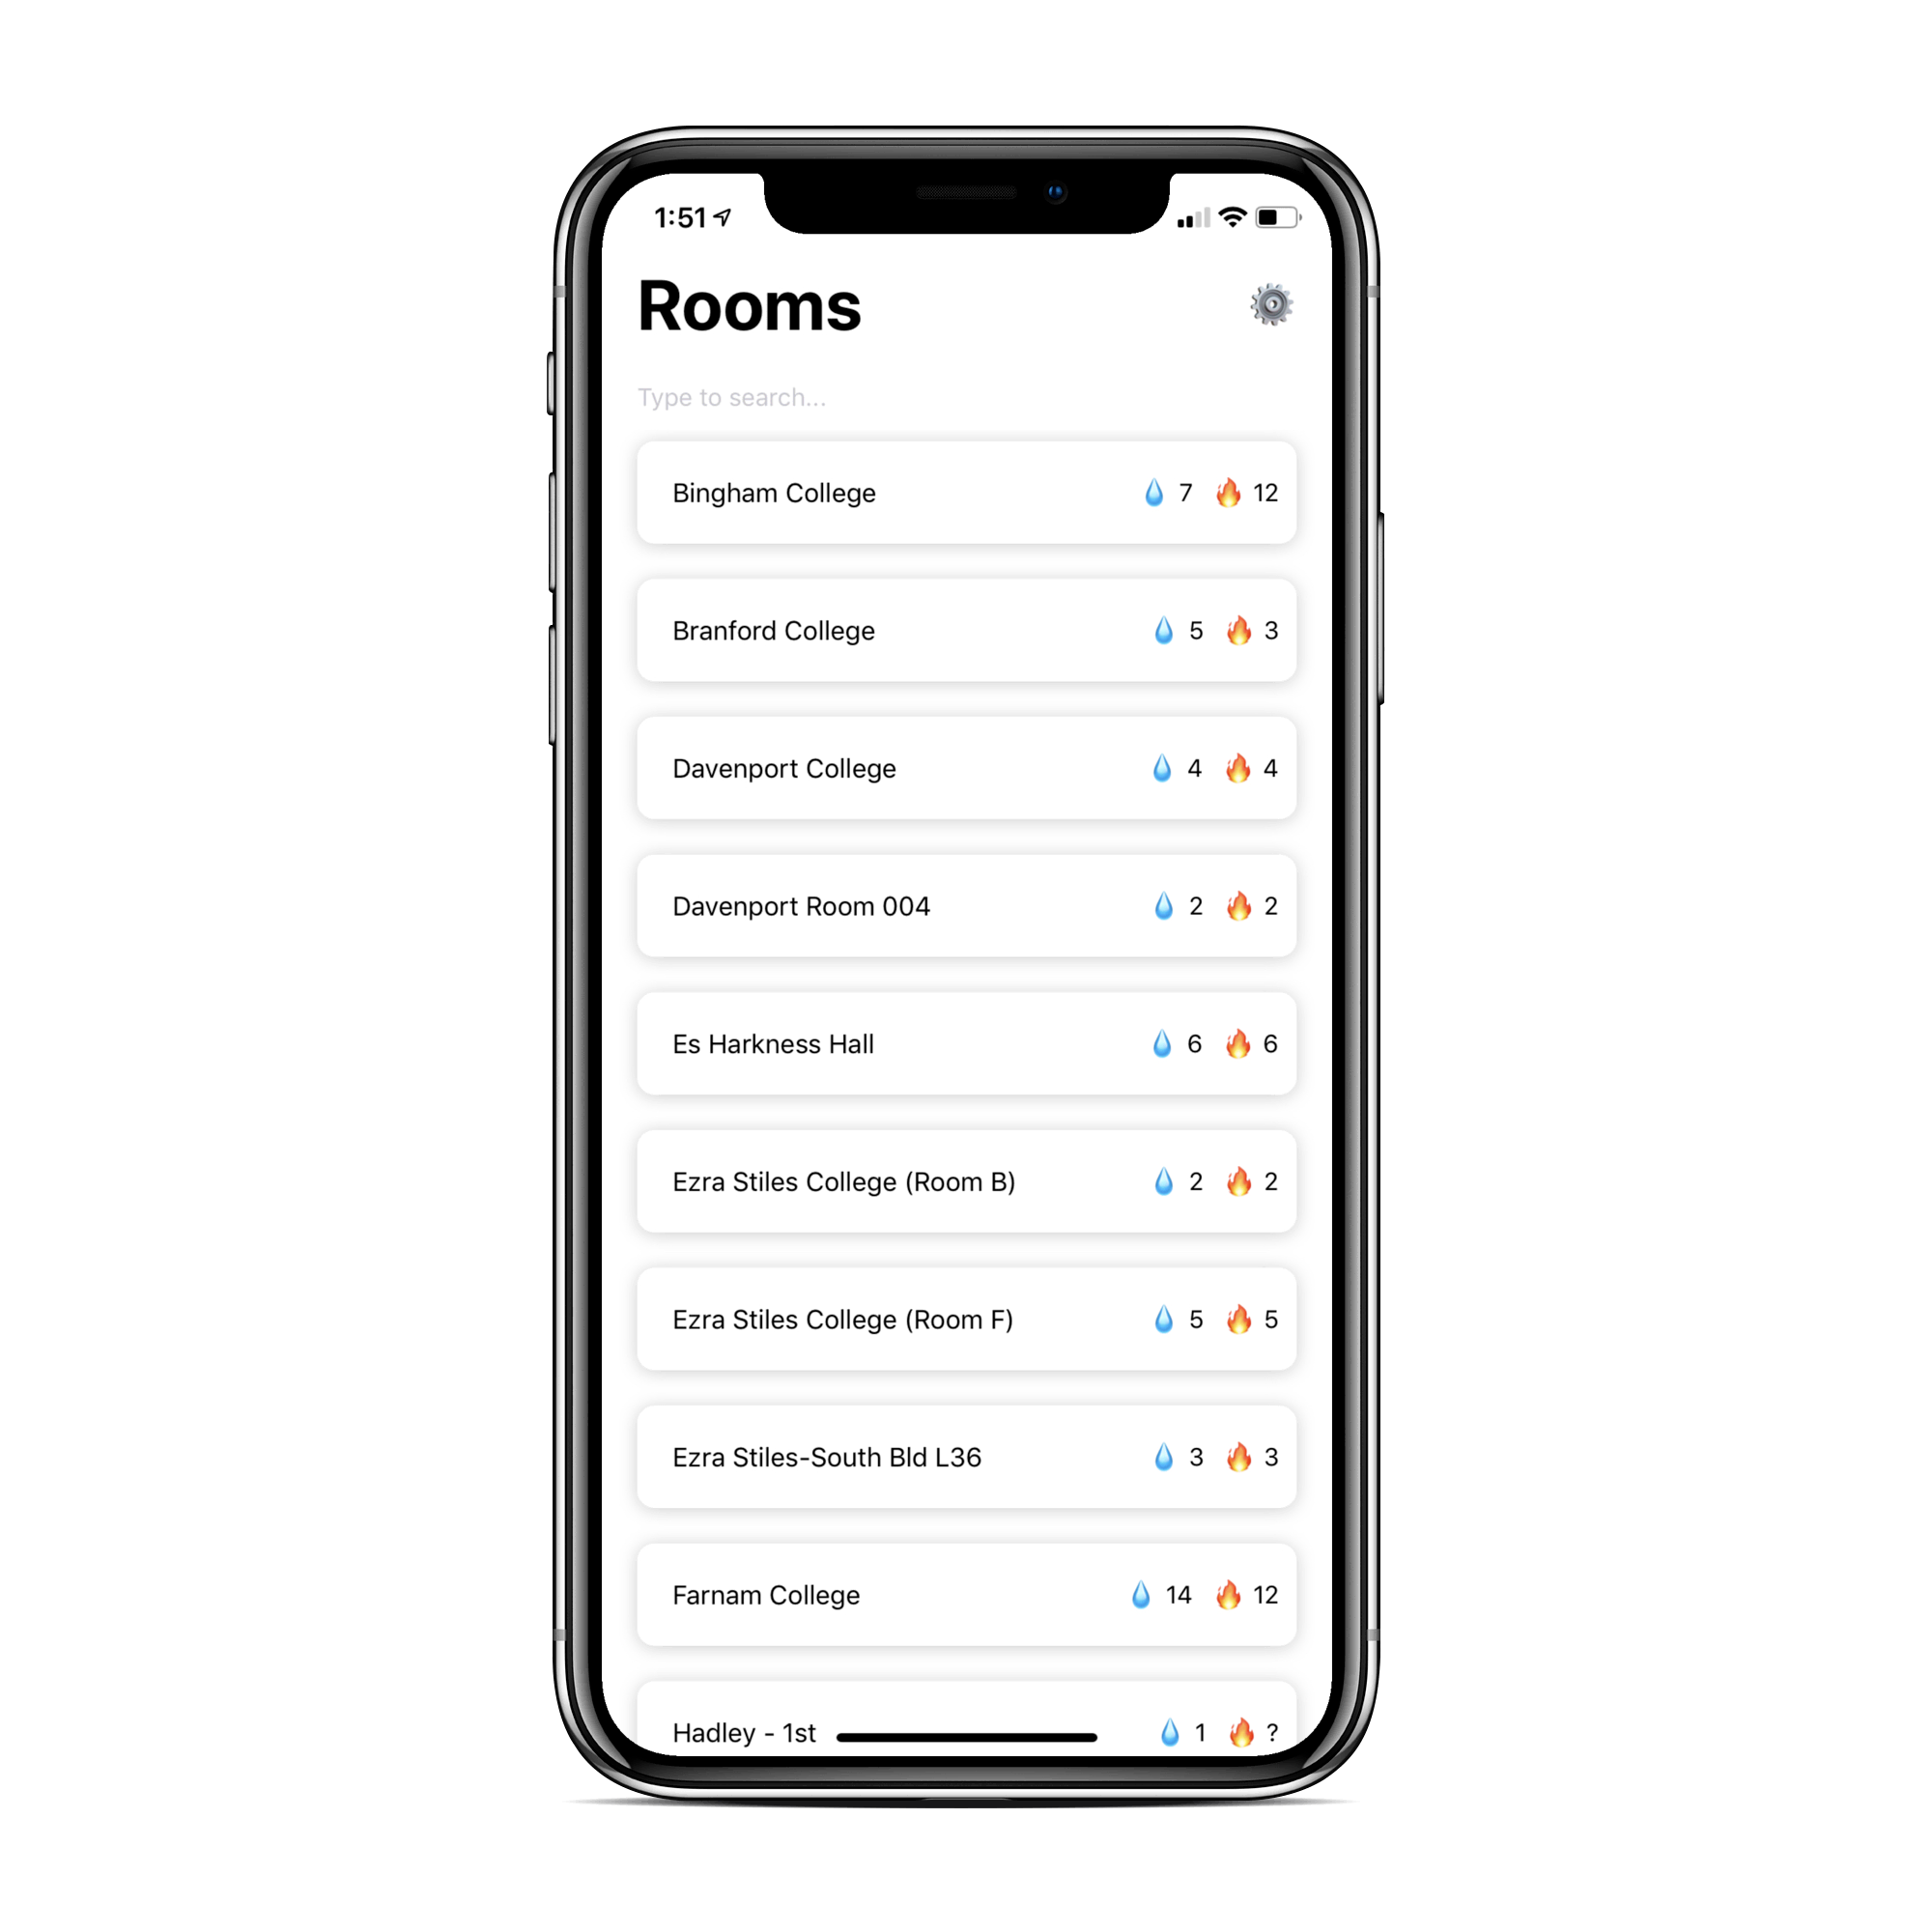 1:51
Rooms
Type to search...
Bingham College 💧 7 🔥 12
Branford College 💧 5 🔥 3
Davenport College 💧 4 🔥 4
Davenport Room 004 💧 2 🔥 2
Es Harkness Hall 💧 6 🔥 6
Ezra Stiles College (Room B) 💧 2 🔥 2
Ezra Stiles College (Room F) 💧 5 🔥 5
Ezra Stiles-South Bld L36 💧 3 🔥 3
Farnam College 💧 14 🔥 12
Hadley - 1st 💧 1 🔥 ?